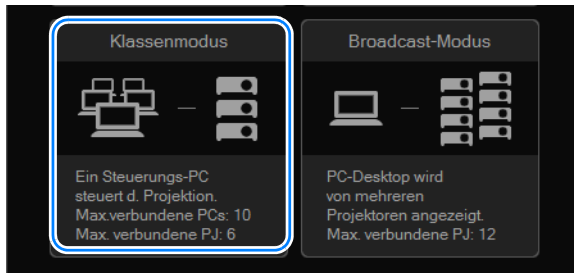 Klassenmodus
Ein Steuerungs-PC
steuert d. Projektion.
Max.verbundene PCs: 10
Max. verbundene PJ: 6
Broadcast-Modus
PC-Desktop wird
von mehreren
Projektoren angezeigt.
Max. verbundene PJ: 12